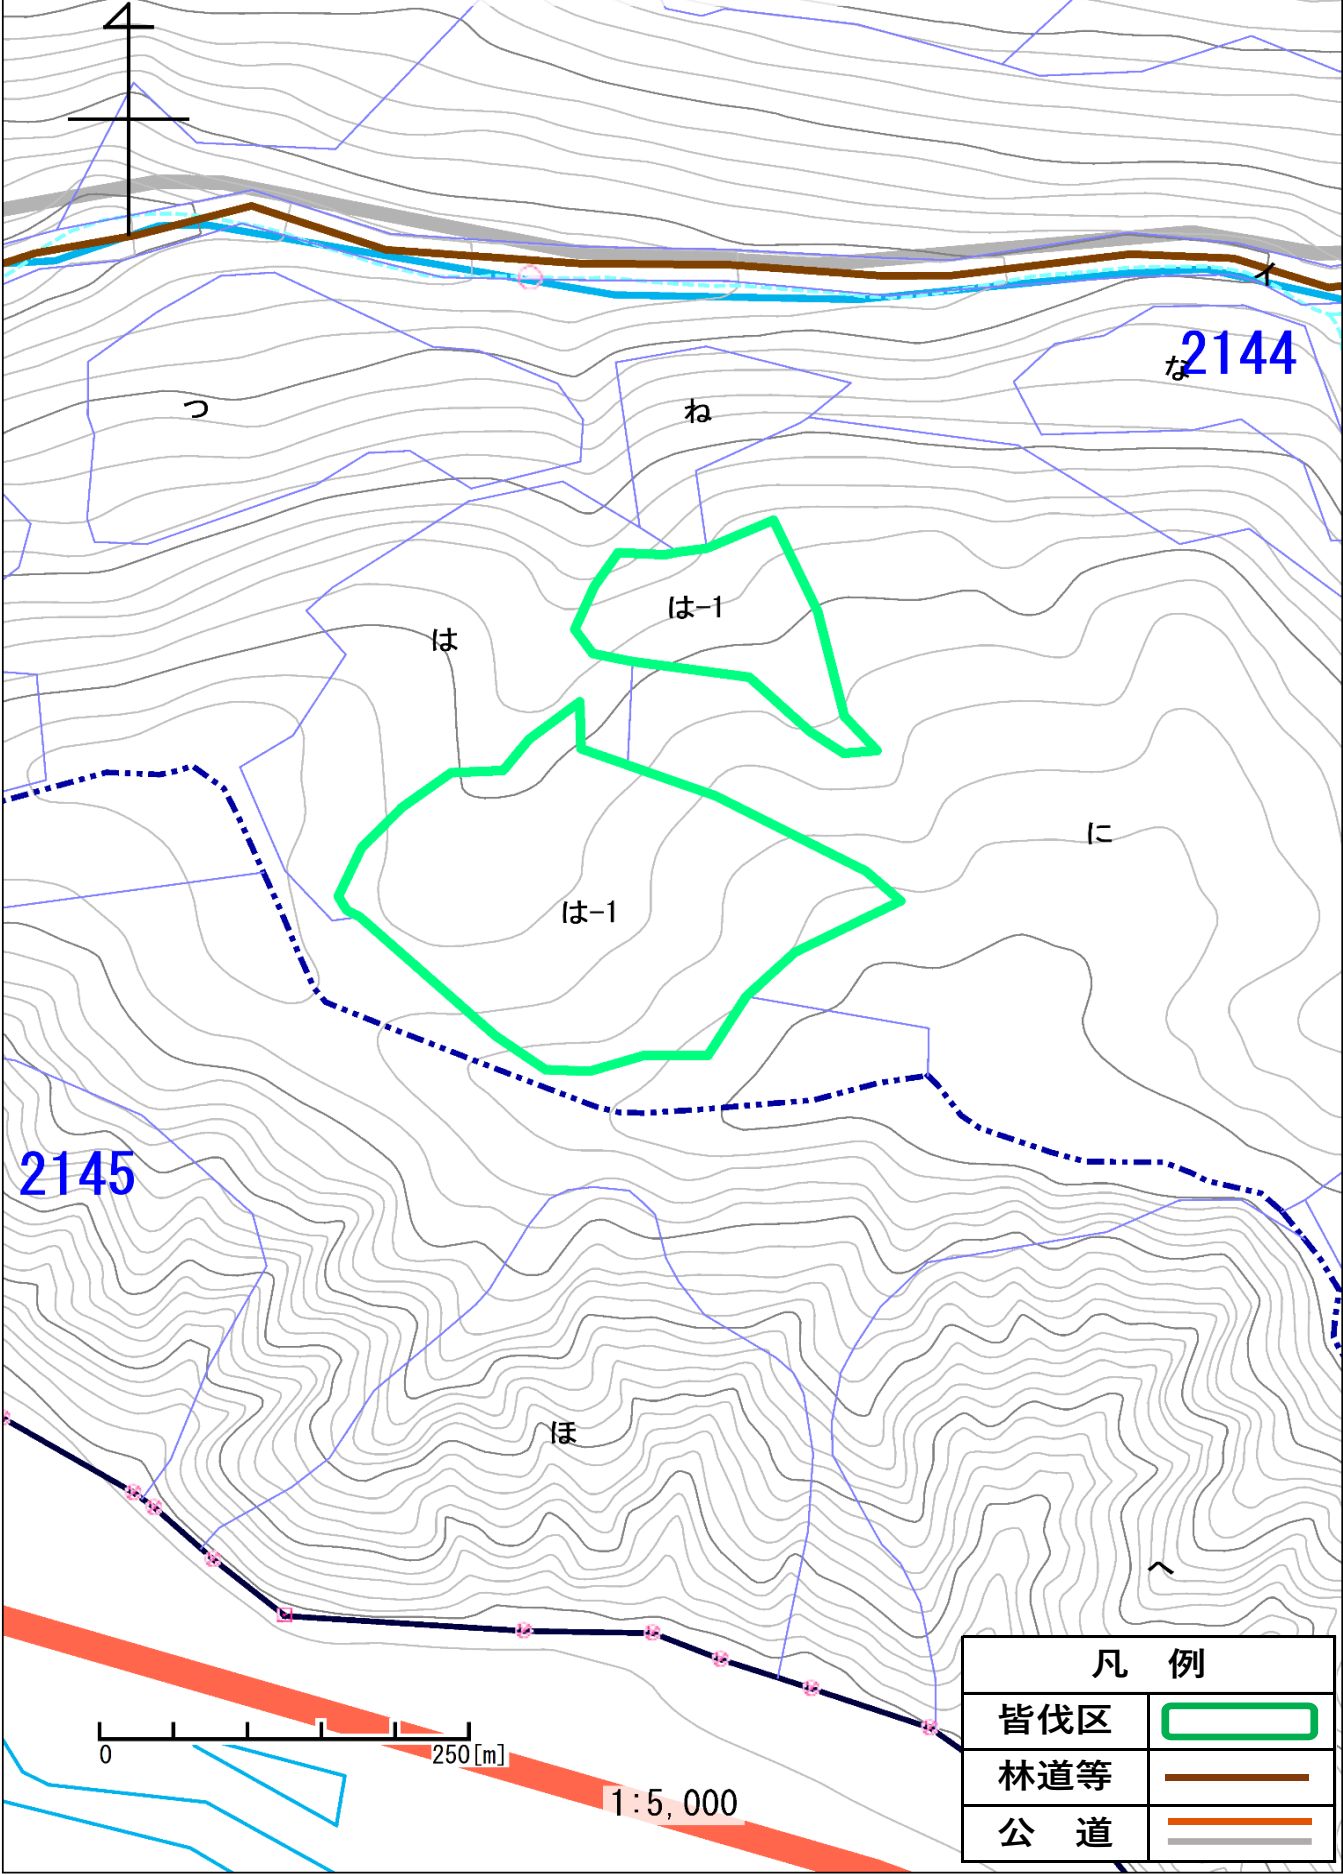 イ
2144
な
つ
ね
は-1
は
に
は-1
2145
ほ
へ
凡 例
皆伐区
林道等
公 道
0 250[m]
1:5,000